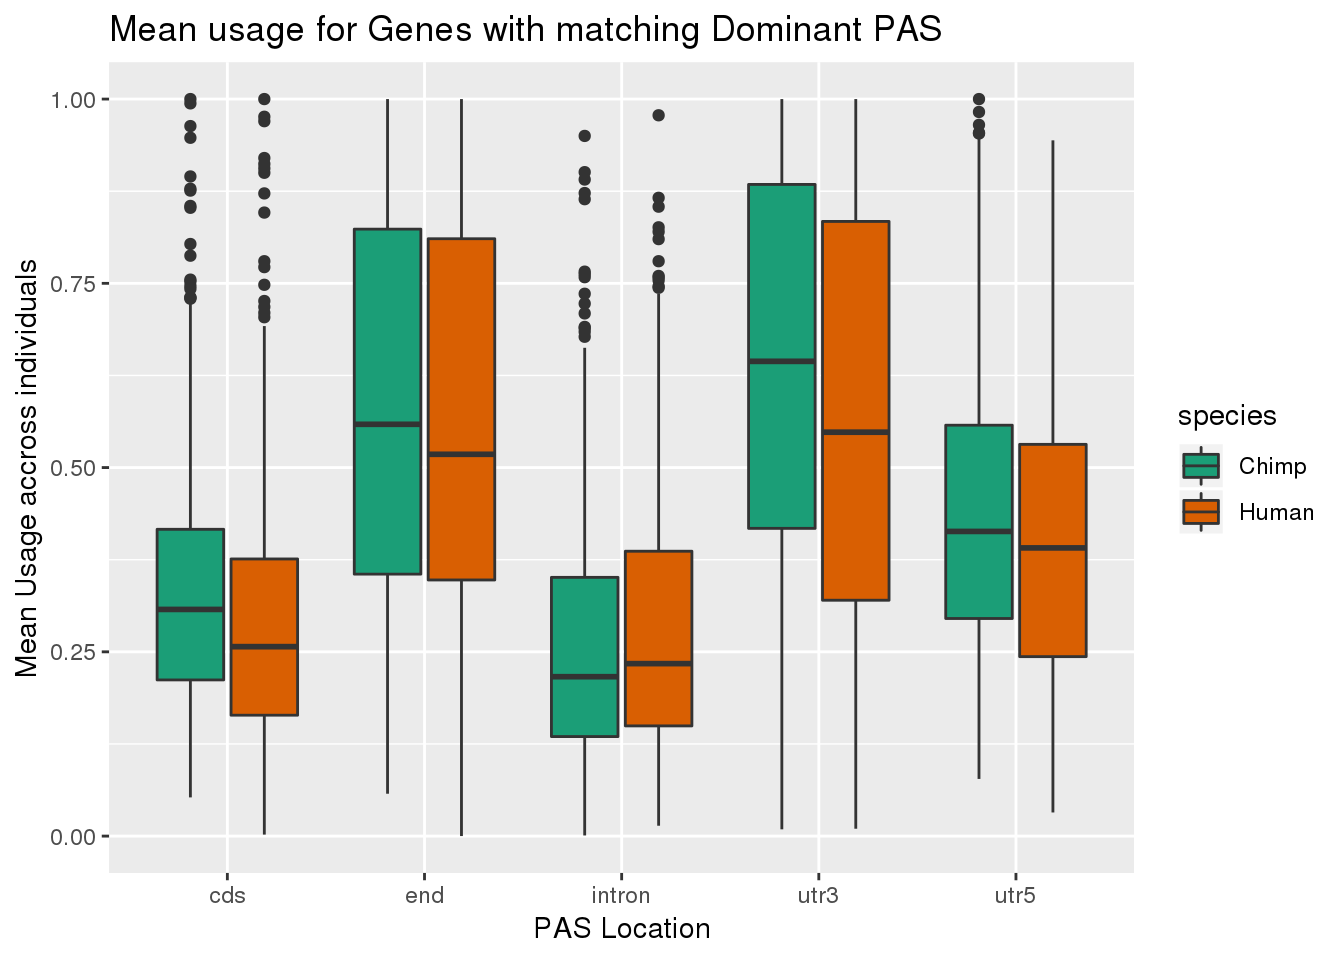 Mean usage for Genes with matching Dominant PAS
Mean Usage accross individuals
1.00
0.75
0.50
0.25
0.00
cds
end
intron
utr3
utr5
PAS Location
species
Chimp
Human